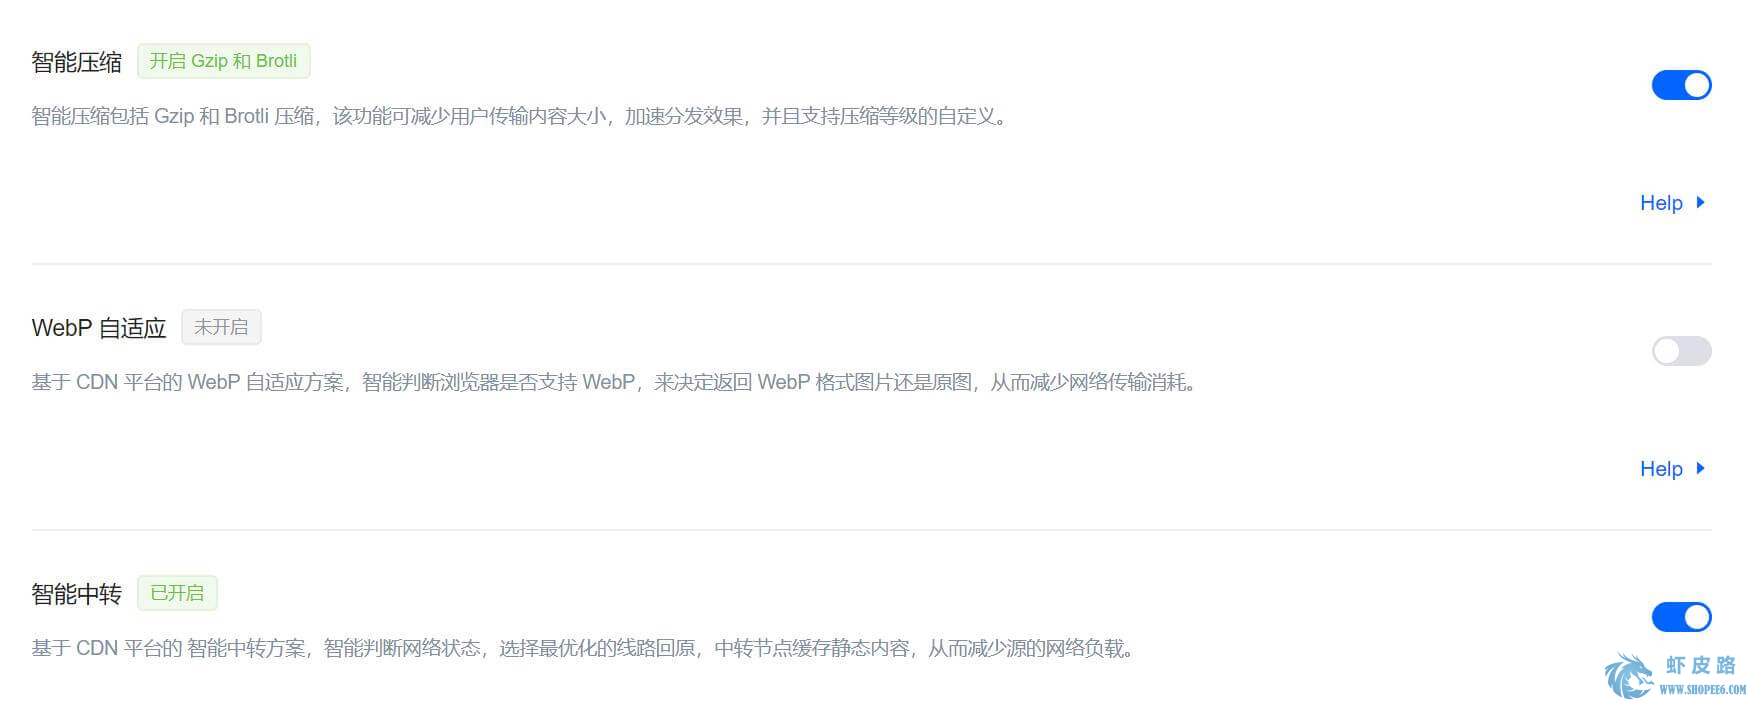 智能压缩 开启 Gzip 和 Brotli
智能压缩包括 Gzip 和 Brotli 压缩，该功能可减少用户传输内容大小，加速分发效果，并且支持压缩等级的自定义。
Help
WebP 自适应 未开启
基于 CDN 平台的 WebP 自适应方案，智能判断浏览器是否支持 WebP，来决定返回 WebP 格式图片还是原图，从而减少网络传输消耗。
Help
智能中转 已开启
基于 CDN 平台的 智能中转方案，智能判断网络状态，选择最优化的线路回原，中转节点缓存静态内容，从而减少源的网络负载。
虾皮路
WWW.SHOPEE6.COM